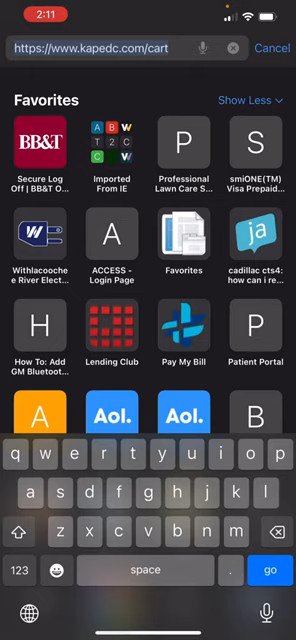 2:11
https://www.kapedc.com/cart
Cancel
Favorites
Show Less
BB&T
A B W
T 2 C
C
P
S
Secure Log
Off | BB&T O...
Imported
From IE
Professional
Lawn Care S...
smiONE(TM)
Visa Prepaid...
W
A
ja
Withlacooche
e River Elect...
ACCESS -
Login Page
Favorites
cadillac cts4:
how can i re...
H
P
How To: Add
GM Bluetoot...
Lending Club
Pay My Bill
Patient Portal
A
Aol.
Aol.
B
q w e r t y u i o p
a s d f g h j k l
z x c v b n m
123
space
.
go